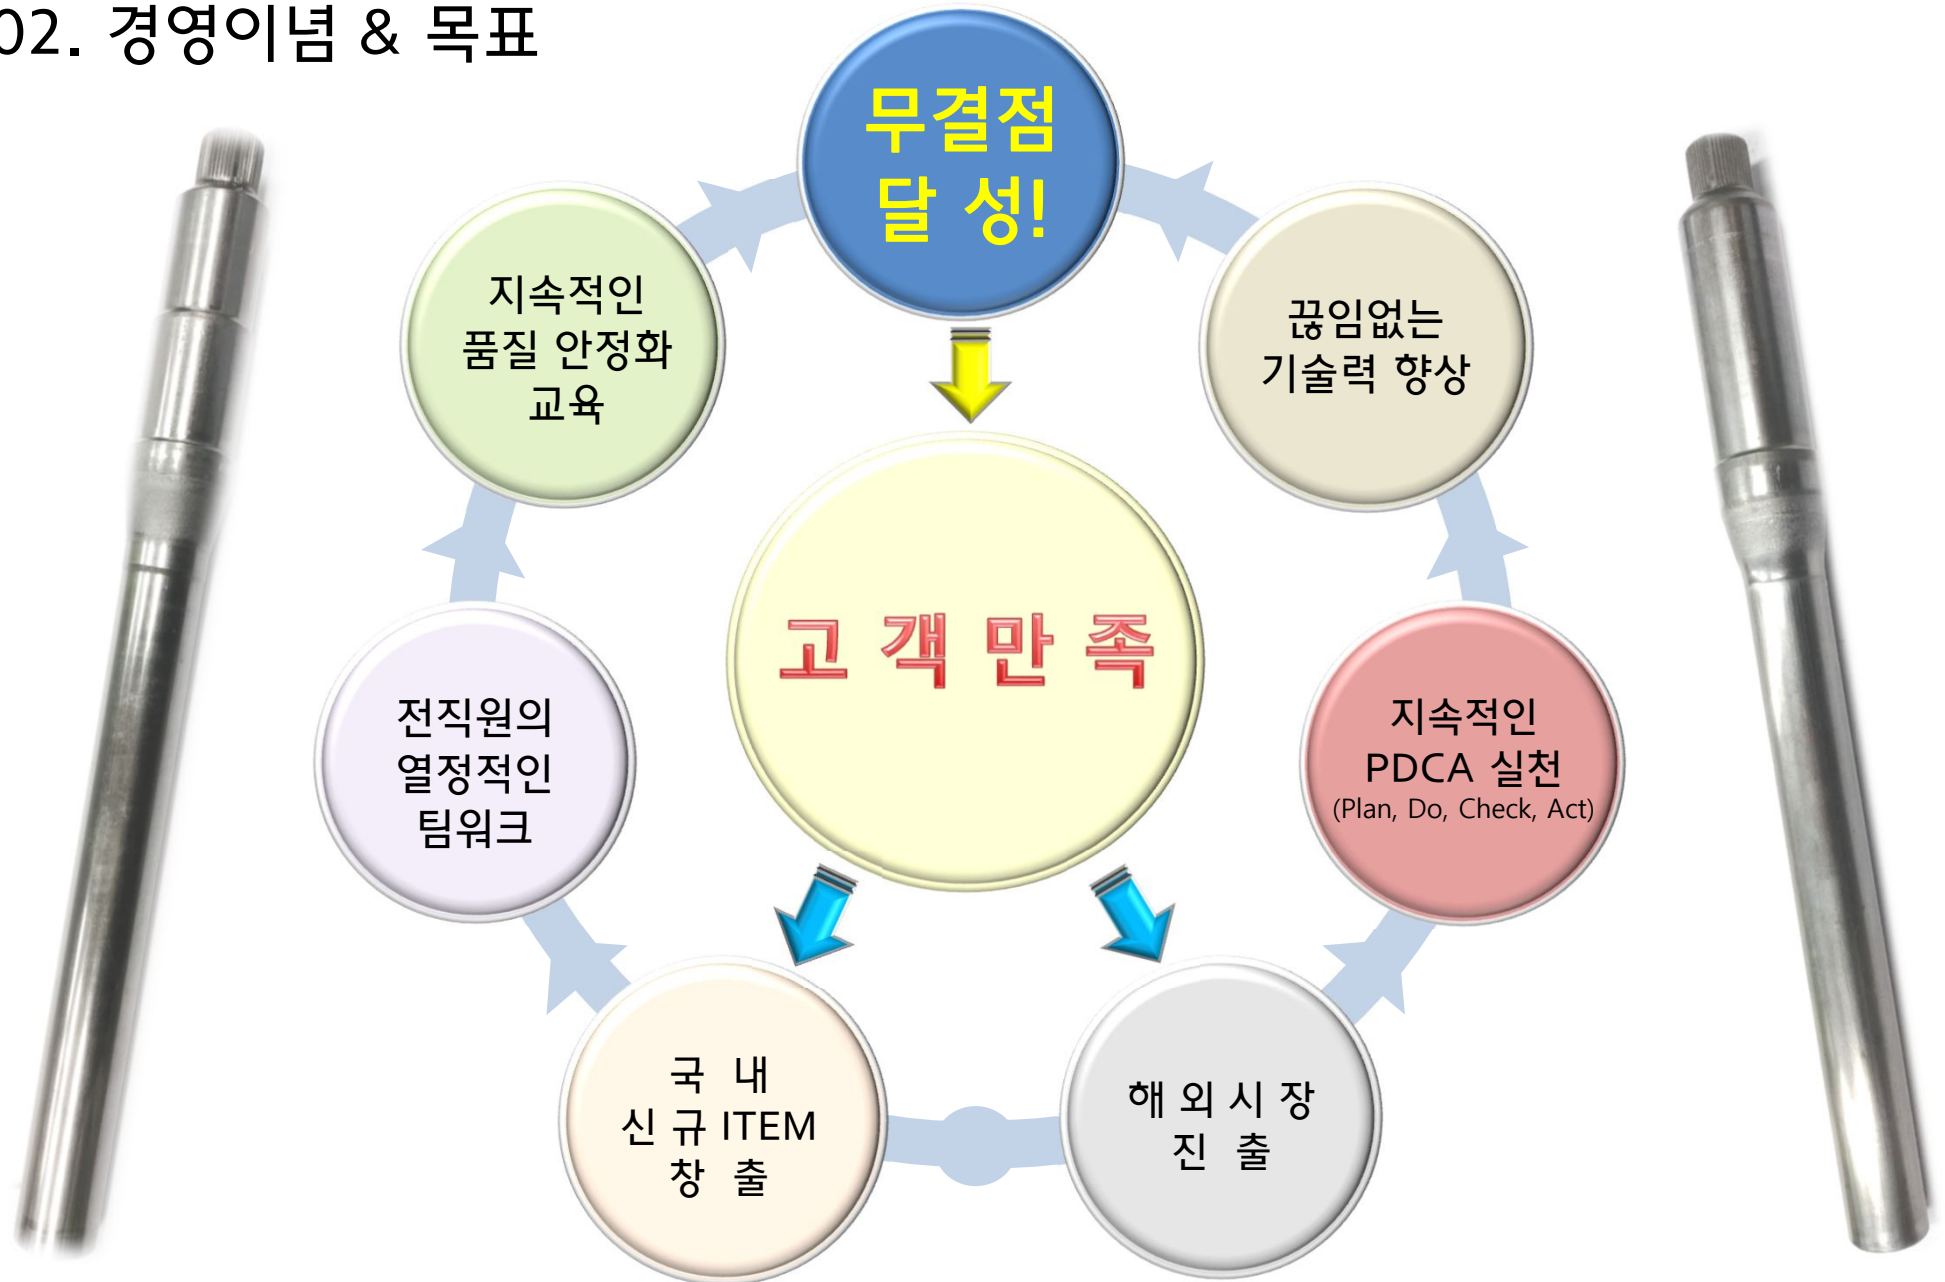 02. 경영이념 & 목표
무결점
달 성!
지속적인
품질 안정화
교육
끊임없는
기술력 향상
고 객 만 족
전직원의
열정적인
팀워크
지속적인
PDCA 실천
(Plan, Do, Check, Act)
국 내
신 규 ITEM
창 출
해 외 시 장
진 출